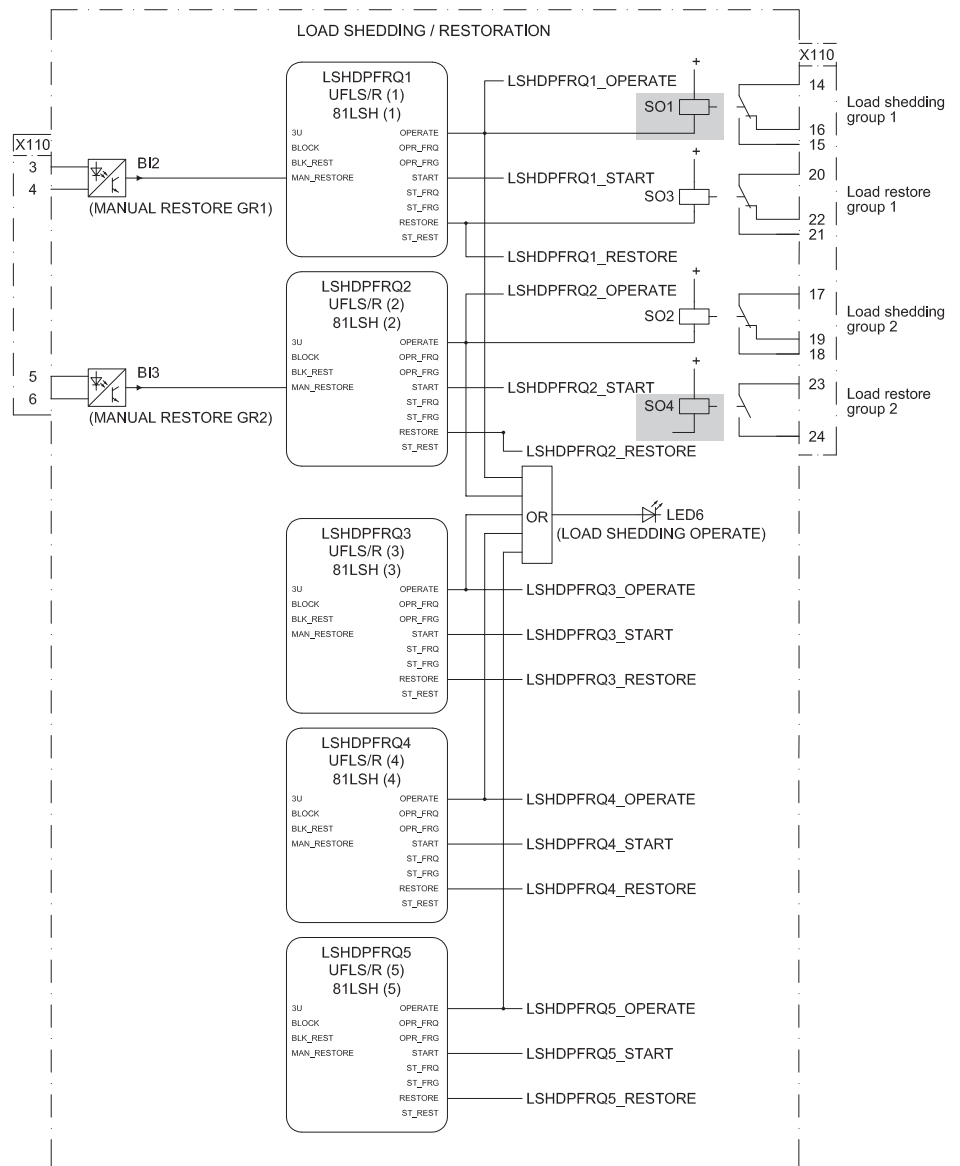 LOAD SHEDDING / RESTORATION
X110
LSHDPFRQ1
UFLS/R (1)
81LSH (1)
3U
BLOCK
BLK_REST
MAN_RESTORE
OPERATE
OPR_FRQ
OPR_FRG
START
ST_FRQ
ST_FRG
RESTORE
ST_REST
X110
3
4
BI2
(MANUAL RESTORE GR1)
LSHDPFRQ1_OPERATE
+
SO1
14
16
15
Load shedding
group 1
LSHDPFRQ1_START
+
SO3
20
22
21
Load restore
group 1
LSHDPFRQ1_RESTORE
LSHDPFRQ2
UFLS/R (2)
81LSH (2)
3U
BLOCK
BLK_REST
MAN_RESTORE
OPERATE
OPR_FRQ
OPR_FRG
START
ST_FRQ
ST_FRG
RESTORE
ST_REST
5
6
BI3
(MANUAL RESTORE GR2)
LSHDPFRQ2_OPERATE
+
SO2
17
19
18
Load shedding
group 2
LSHDPFRQ2_START
+
SO4
23
24
Load restore
group 2
LSHDPFRQ2_RESTORE
OR
LED6
(LOAD SHEDDING OPERATE)
LSHDPFRQ3
UFLS/R (3)
81LSH (3)
3U
BLOCK
BLK_REST
MAN_RESTORE
OPERATE
OPR_FRQ
OPR_FRG
START
ST_FRQ
ST_FRG
RESTORE
ST_REST
LSHDPFRQ3_OPERATE
LSHDPFRQ3_START
LSHDPFRQ3_RESTORE
LSHDPFRQ4
UFLS/R (4)
81LSH (4)
3U
BLOCK
BLK_REST
MAN_RESTORE
OPERATE
OPR_FRQ
OPR_FRG
START
ST_FRQ
ST_FRG
RESTORE
ST_REST
LSHDPFRQ4_OPERATE
LSHDPFRQ4_START
LSHDPFRQ4_RESTORE
LSHDPFRQ5
UFLS/R (5)
81LSH (5)
3U
BLOCK
BLK_REST
MAN_RESTORE
OPERATE
OPR_FRQ
OPR_FRG
START
ST_FRQ
ST_FRG
RESTORE
ST_REST
LSHDPFRQ5_OPERATE
LSHDPFRQ5_START
LSHDPFRQ5_RESTORE